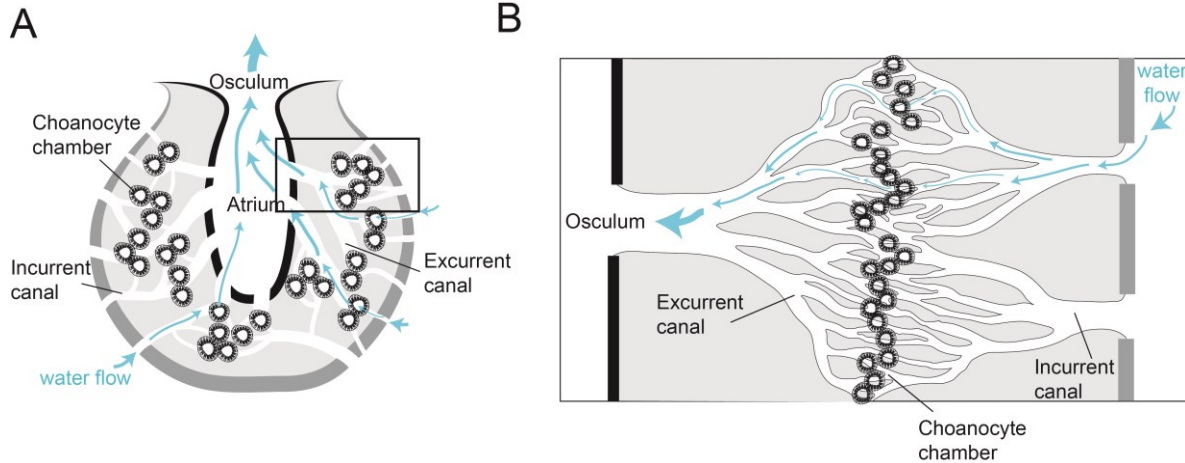 A
Osculum
Choanocyte
chamber
Atrium
Incurrent
canal
Excurrent
canal
water flow
B
water
flow
Osculum
Excurrent
canal
Incurrent
canal
Choanocyte
chamber